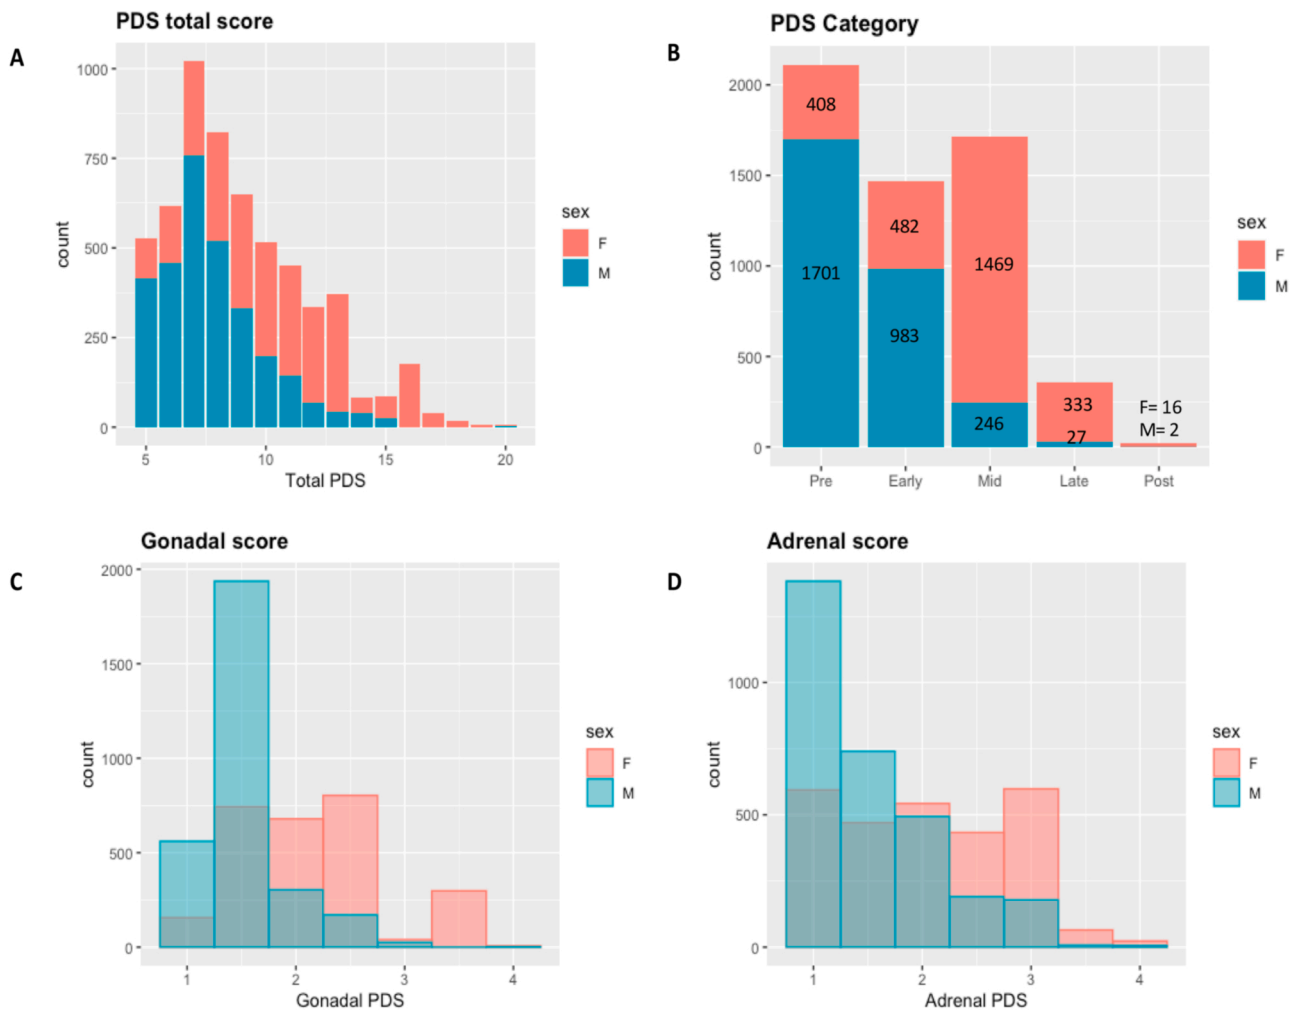 A
PDS total score
count
1000
750
500
250
0
5
10
15
20
Total PDS
sex
F
M
B
PDS Category
count
2000
1500
1000
500
0
408
1701
482
983
1469
246
333
27
F= 16
M= 2
Pre
Early
Mid
Late
Post
sex
F
M
C
Gonadal score
count
2000
1500
1000
500
0
1
2
3
4
Gonadal PDS
sex
F
M
D
Adrenal score
count
1000
500
0
1
2
3
4
Adrenal PDS
sex
F
M